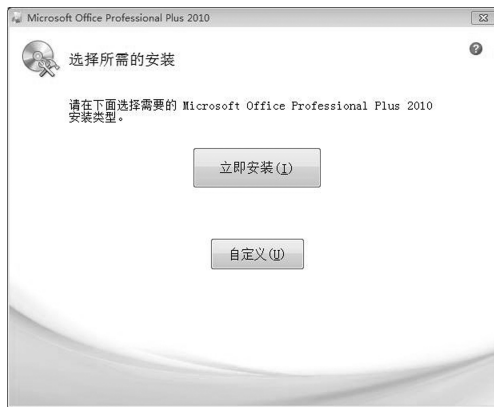 Microsoft Office Professional Plus 2010
选择所需的安装
请在下面选择需要的 Microsoft Office Professional Plus 2010
安装类型。
立即安装(I)
自定义(U)